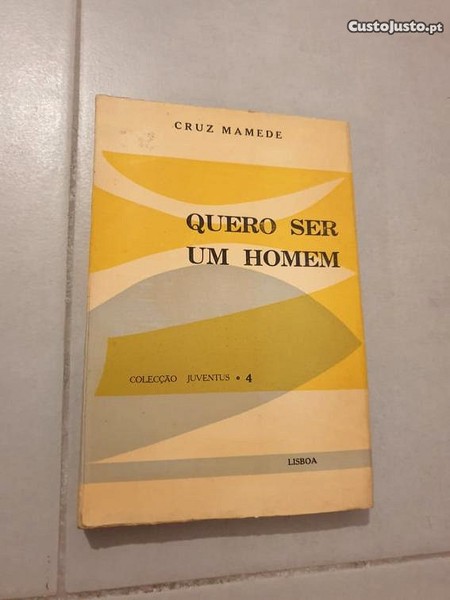 CustoJusto.pt
CRUZ MAMEDE
QUERO SER
UM HOMEM
COLECÇÃO JUVENTUS • 4
LISBOA